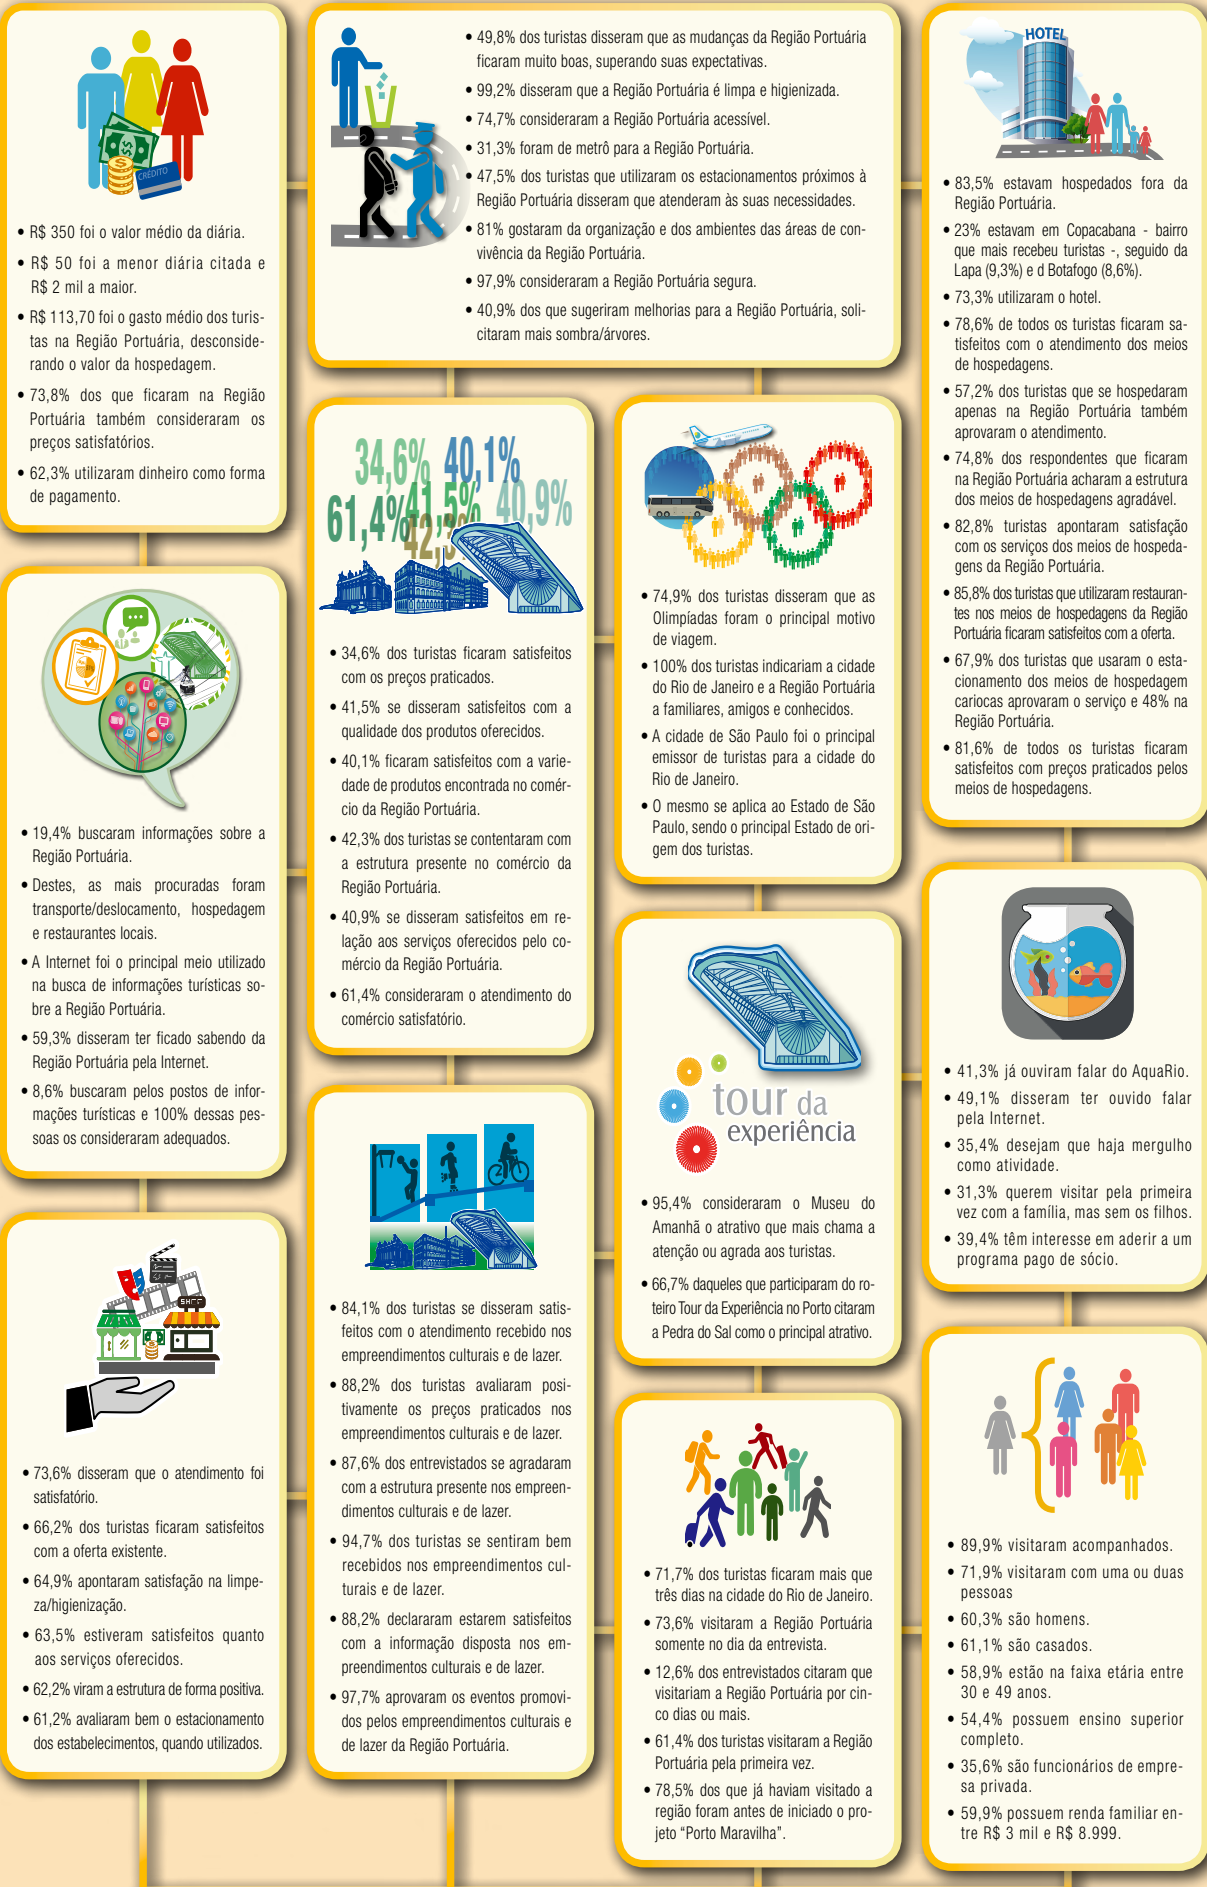 CRÉDITO
• R$ 350 foi o valor médio da diária.
• R$ 50 foi a menor diária citada e
R$ 2 mil a maior.
• R$ 113,70 foi o gasto médio dos turis-
tas na Região Portuária, desconside-
rando o valor da hospedagem.
• 73,8% dos que ficaram na Região
Portuária também consideraram os
preços satisfatórios.
• 62,3% utilizaram dinheiro como forma
de pagamento.
• 49,8% dos turistas disseram que as mudanças da Região Portuária
ficaram muito boas, superando suas expectativas.
• 99,2% disseram que a Região Portuária é limpa e higienizada.
• 74,7% consideraram a Região Portuária acessível.
• 31,3% foram de metrô para a Região Portuária.
• 47,5% dos turistas que utilizaram os estacionamentos próximos à
Região Portuária disseram que atenderam às suas necessidades.
• 81% gostaram da organização e dos ambientes das áreas de con-
vivência da Região Portuária.
• 97,9% consideraram a Região Portuária segura.
• 40,9% dos que sugeriram melhorias para a Região Portuária, soli-
citaram mais sombra/árvores.
HOTEL
• 83,5% estavam hospedados fora da
Região Portuária.
• 23% estavam em Copacabana - bairro
que mais recebeu turistas -, seguido da
Lapa (9,3%) e d Botafogo (8,6%).
• 73,3% utilizaram o hotel.
• 78,6% de todos os turistas ficaram sa-
tisfeitos com o atendimento dos meios
de hospedagens.
• 57,2% dos turistas que se hospedaram
apenas na Região Portuária também
aprovaram o atendimento.
• 74,8% dos respondentes que ficaram
na Região Portuária acharam a estrutura
dos meios de hospedagens agradável.
• 82,8% turistas apontaram satisfação
com os serviços dos meios de hospeda-
gens da Região Portuária.
• 85,8% dos turistas que utilizaram restauran-
tes nos meios de hospedagens da Região
Portuária ficaram satisfeitos com a oferta.
• 67,9% dos turistas que usaram o esta-
cionamento dos meios de hospedagem
cariocas aprovaram o serviço e 48% na
Região Portuária.
• 81,6% de todos os turistas ficaram
satisfeitos com preços praticados pelos
meios de hospedagens.
34,6% 40,1%
61,4% 41,5% 40,9%
• 34,6% dos turistas ficaram satisfeitos
com os preços praticados.
• 41,5% se disseram satisfeitos com a
qualidade dos produtos oferecidos.
• 40,1% ficaram satisfeitos com a varie-
dade de produtos encontrada no comér-
cio da Região Portuária.
• 42,3% dos turistas se contentaram com
a estrutura presente no comércio da
Região Portuária.
• 40,9% se disseram satisfeitos em re-
lação aos serviços oferecidos pelo co-
mércio da Região Portuária.
• 61,4% consideraram o atendimento do
comércio satisfatório.
• 74,9% dos turistas disseram que as
Olimpíadas foram o principal motivo
de viagem.
• 100% dos turistas indicariam a cidade
do Rio de Janeiro e a Região Portuária
a familiares, amigos e conhecidos.
• A cidade de São Paulo foi o principal
emissor de turistas para a cidade do
Rio de Janeiro.
• O mesmo se aplica ao Estado de São
Paulo, sendo o principal Estado de ori-
gem dos turistas.
• 19,4% buscaram informações sobre a
Região Portuária.
• Destes, as mais procuradas foram
transporte/deslocamento, hospedagem
e restaurantes locais.
• A Internet foi o principal meio utilizado
na busca de informações turísticas so-
bre a Região Portuária.
• 59,3% disseram ter ficado sabendo da
Região Portuária pela Internet.
• 8,6% buscaram pelos postos de infor-
mações turísticas e 100% dessas pes-
soas os consideraram adequados.
tour da
experiência
• 95,4% consideraram o Museu do
Amanhã o atrativo que mais chama a
atenção ou agrada aos turistas.
• 66,7% daqueles que participaram do ro-
teiro Tour da Experiência no Porto citaram
a Pedra do Sal como o principal atrativo.
• 41,3% já ouviram falar do AquaRio.
• 49,1% disseram ter ouvido falar
pela Internet.
• 35,4% desejam que haja mergulho
como atividade.
• 31,3% querem visitar pela primeira
vez com a família, mas sem os filhos.
• 39,4% têm interesse em aderir a um
programa pago de sócio.
• 73,6% disseram que o atendimento foi
satisfatório.
• 66,2% dos turistas ficaram satisfeitos
com a oferta existente.
• 64,9% apontaram satisfação na limpe-
za/higienização.
• 63,5% estiveram satisfeitos quanto
aos serviços oferecidos.
• 62,2% viram a estrutura de forma positiva.
• 61,2% avaliaram bem o estacionamento
dos estabelecimentos, quando utilizados.
• 84,1% dos turistas se disseram satis-
feitos com o atendimento recebido nos
empreendimentos culturais e de lazer.
• 88,2% dos turistas avaliaram posi-
tivamente os preços praticados nos
empreendimentos culturais e de lazer.
• 87,6% dos entrevistados se agradaram
com a estrutura presente nos empreen-
dimentos culturais e de lazer.
• 94,7% dos turistas se sentiram bem
recebidos nos empreendimentos cul-
turais e de lazer.
• 88,2% declararam estarem satisfeitos
com a informação disposta nos em-
preendimentos culturais e de lazer.
• 97,7% aprovaram os eventos promovi-
dos pelos empreendimentos culturais e
de lazer da Região Portuária.
• 71,7% dos turistas ficaram mais que
três dias na cidade do Rio de Janeiro.
• 73,6% visitaram a Região Portuária
somente no dia da entrevista.
• 12,6% dos entrevistados citaram que
visitariam a Região Portuária por cin-
co dias ou mais.
• 61,4% dos turistas visitaram a Região
Portuária pela primeira vez.
• 78,5% dos que já haviam visitado a
região foram antes de iniciado o pro-
jeto “Porto Maravilha”.
• 89,9% visitaram acompanhados.
• 71,9% visitaram com uma ou duas
pessoas
• 60,3% são homens.
• 61,1% são casados.
• 58,9% estão na faixa etária entre
30 e 49 anos.
• 54,4% possuem ensino superior
completo.
• 35,6% são funcionários de empre-
sa privada.
• 59,9% possuem renda familiar en-
tre R$ 3 mil e R$ 8.999.